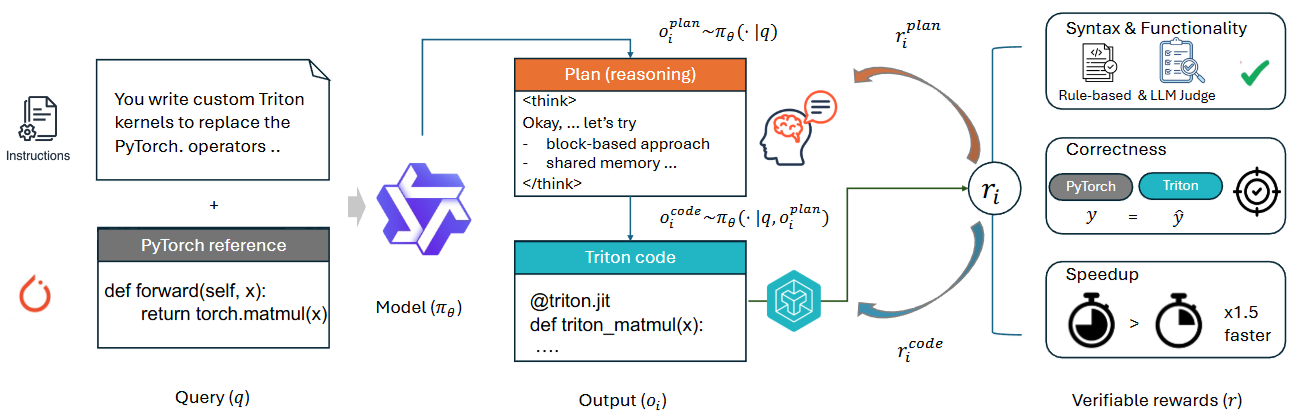 Instructions
You write custom Triton
kernels to replace the
PyTorch. operators ..
+
PyTorch reference
def forward(self, x):
return torch.matmul(x)
Query (q)
Model (π_θ)
o_i^plan ~ π_θ(· |q)
Plan (reasoning)
<think>
Okay, ... let's try
- block-based approach
- shared memory ...
</think>
o_i^code ~ π_θ(· |q, o_i^plan)
Triton code
@triton.jit
def triton_matmul(x):
....
Output (o_i)
r_i^plan
r_i
r_i^code
Syntax & Functionality
Rule-based & LLM Judge
Correctness
PyTorch Triton
y = ŷ
Speedup
> x1.5
faster
Verifiable rewards (r)